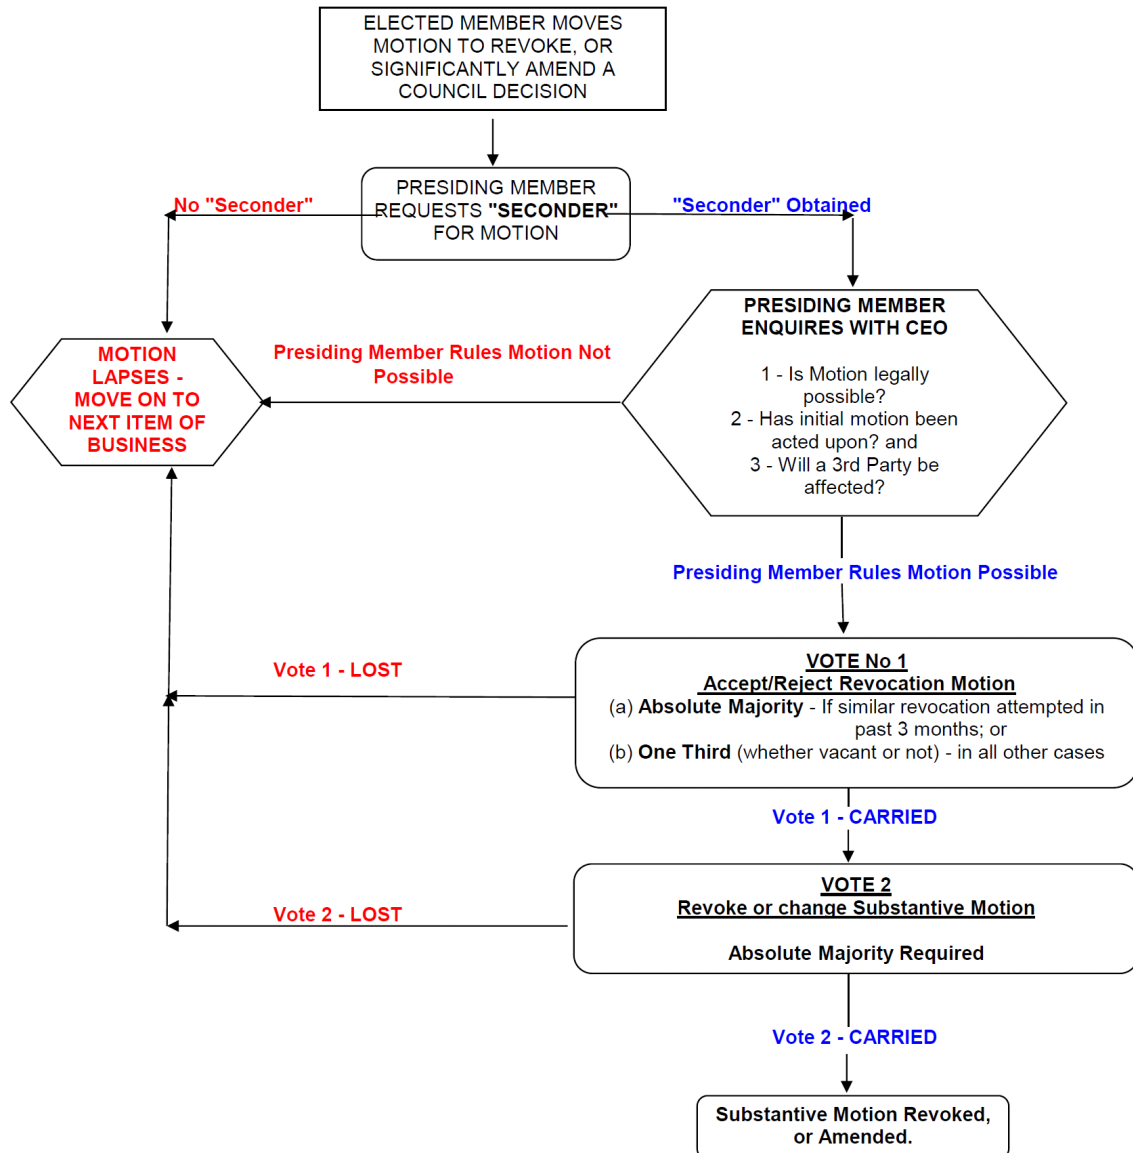 ELECTED MEMBER MOVES
MOTION TO REVOKE, OR
SIGNIFICANTLY AMEND A
COUNCIL DECISION
No "Seconder"
PRESIDING MEMBER
REQUESTS "SECONDER"
FOR MOTION
"Seconder" Obtained
PRESIDING MEMBER
ENQUIRES WITH CEO
1 - Is Motion legally
possible?
2 - Has initial motion been
acted upon? and
3 - Will a 3rd Party be
affected?
Presiding Member Rules Motion Not
Possible
MOTION
LAPSES -
MOVE ON TO
NEXT ITEM OF
BUSINESS
Presiding Member Rules Motion Possible
VOTE No 1
Accept/Reject Revocation Motion
(a) Absolute Majority - If similar revocation attempted in
past 3 months; or
(b) One Third (whether vacant or not) - in all other cases
Vote 1 - LOST
Vote 1 - CARRIED
VOTE 2
Revoke or change Substantive Motion
Absolute Majority Required
Vote 2 - LOST
Vote 2 - CARRIED
Substantive Motion Revoked,
or Amended.